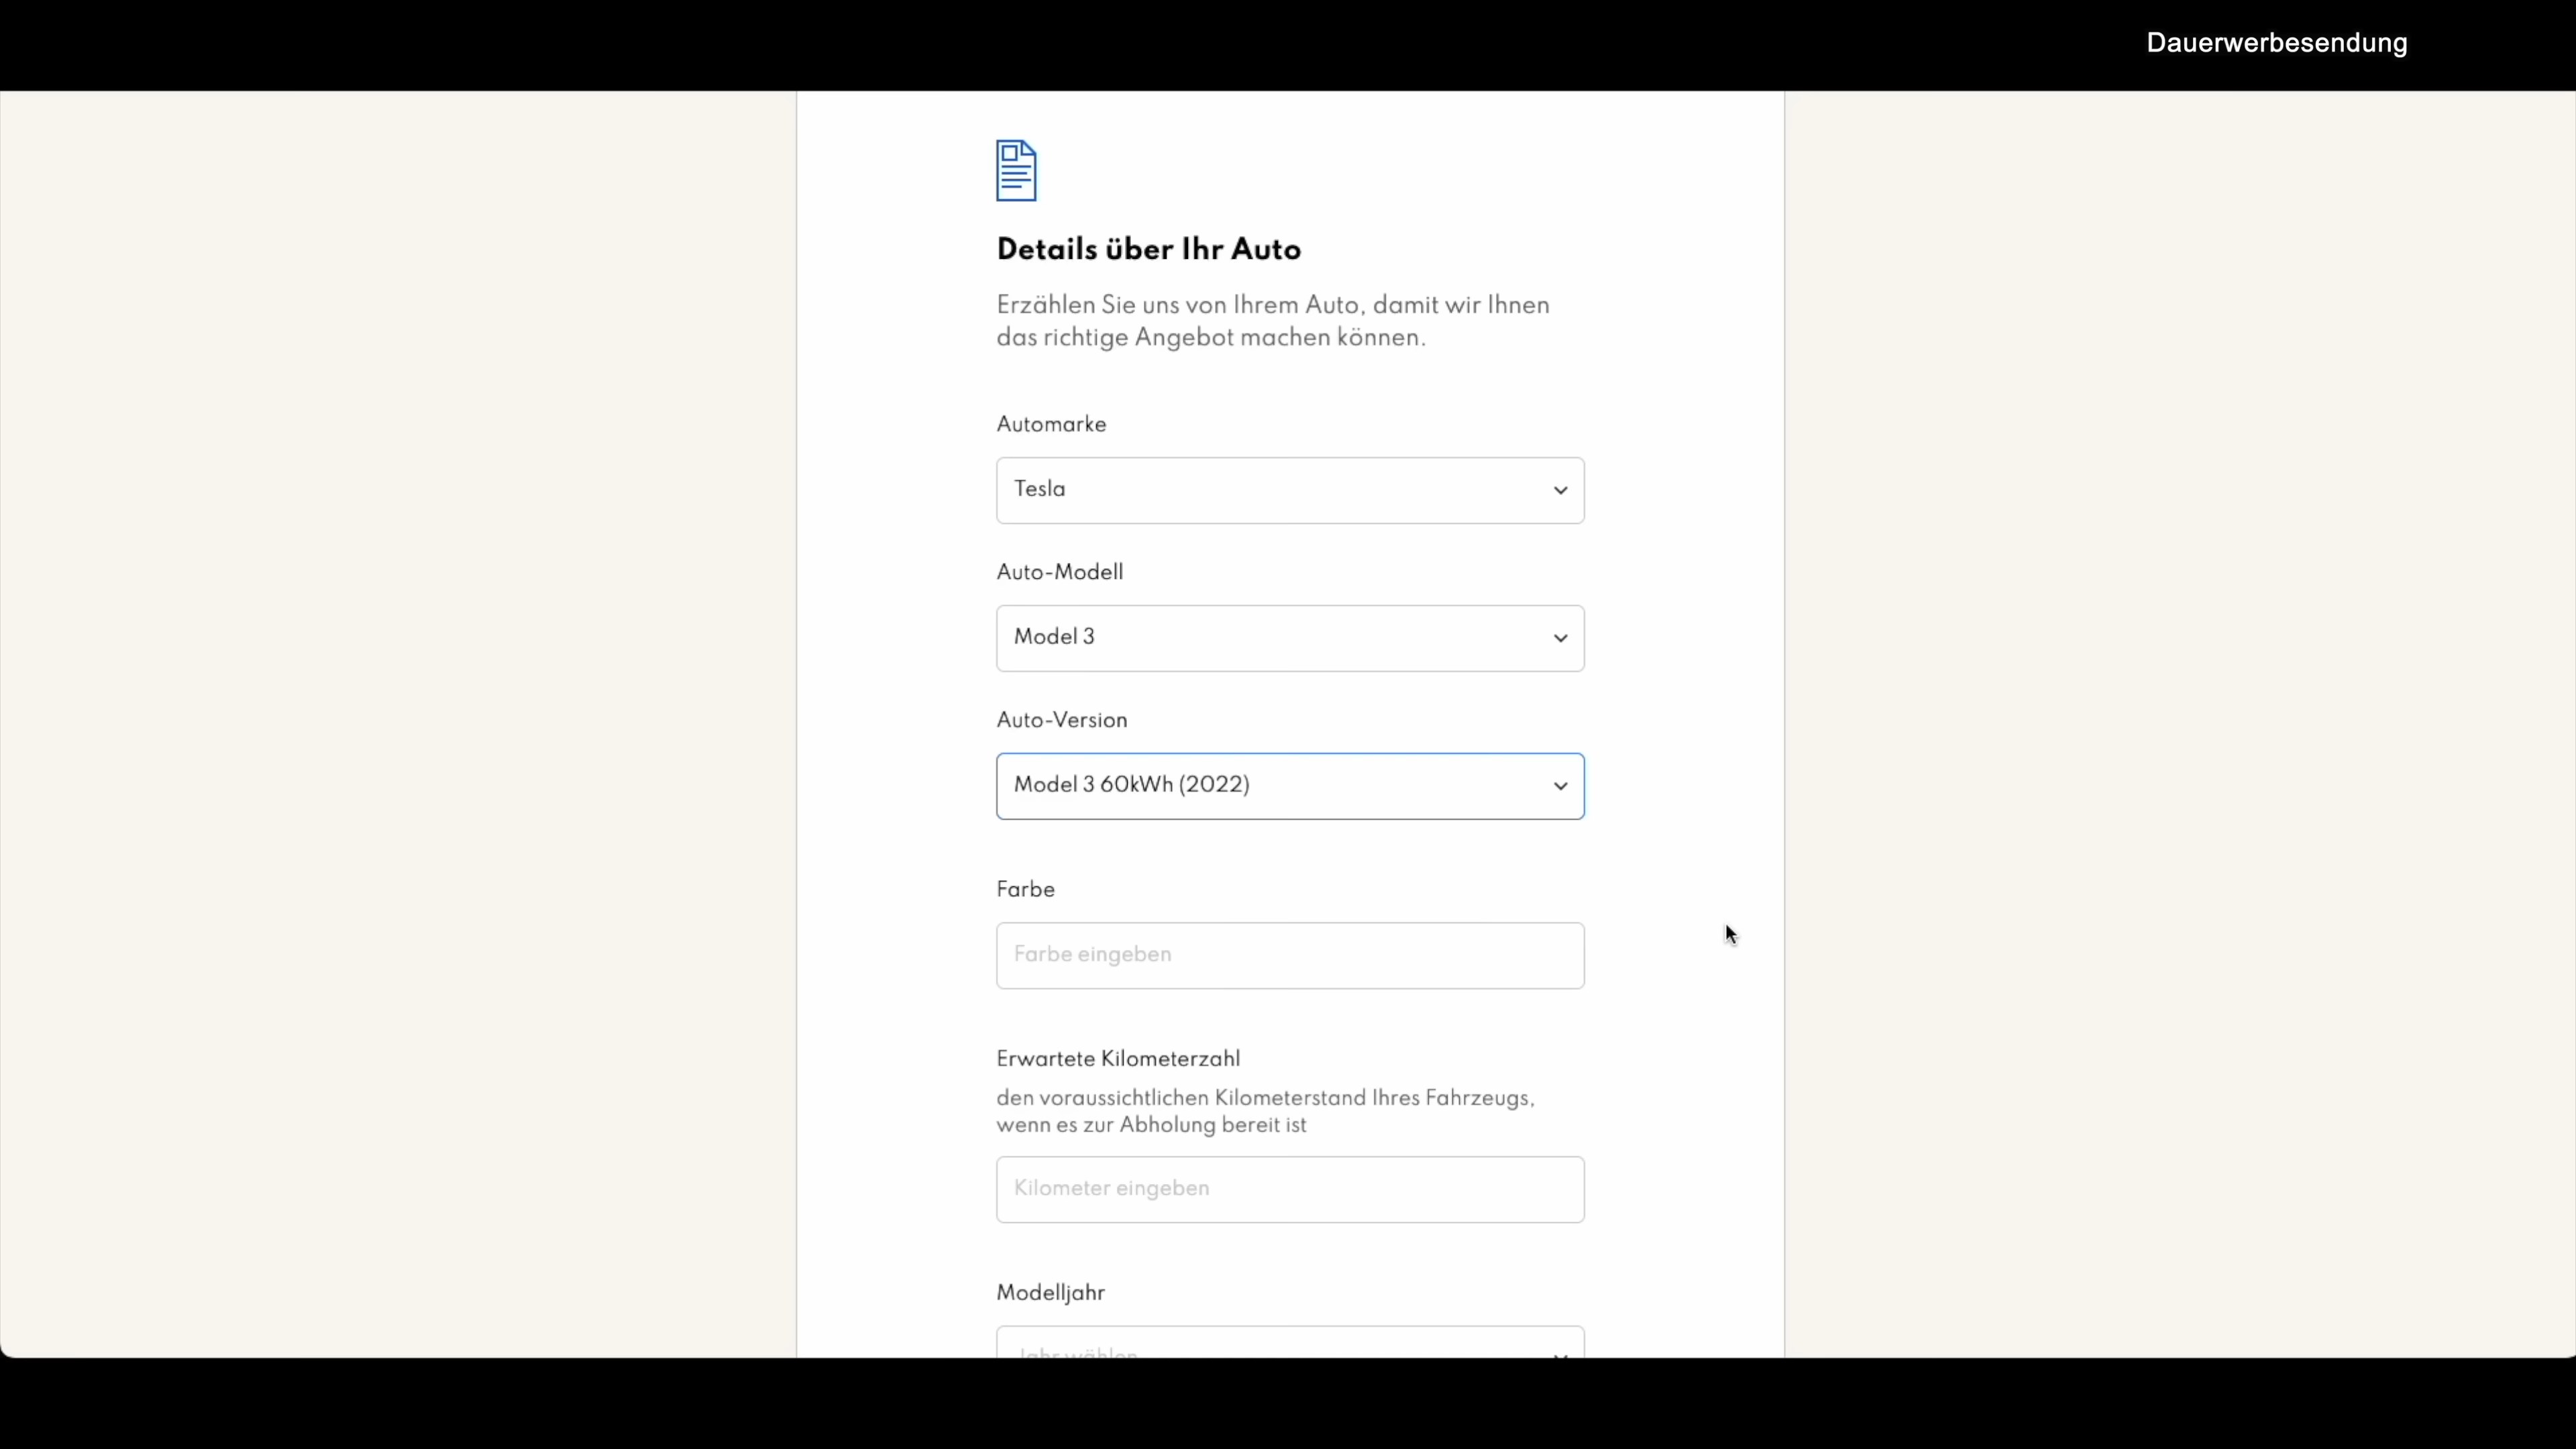 Dauerwerbesendung
Details über Ihr Auto
Erzählen Sie uns von Ihrem Auto, damit wir Ihnen
das richtige Angebot machen können.
Automarke
Tesla
Auto-Modell
Model 3
Auto-Version
Model 3 60kWh (2022)
Farbe
Farbe eingeben
Erwartete Kilometerzahl
den voraussichtlichen Kilometerstand Ihres Fahrzeugs,
wenn es zur Abholung bereit ist
Kilometer eingeben
Modelljahr
Jahr wählen